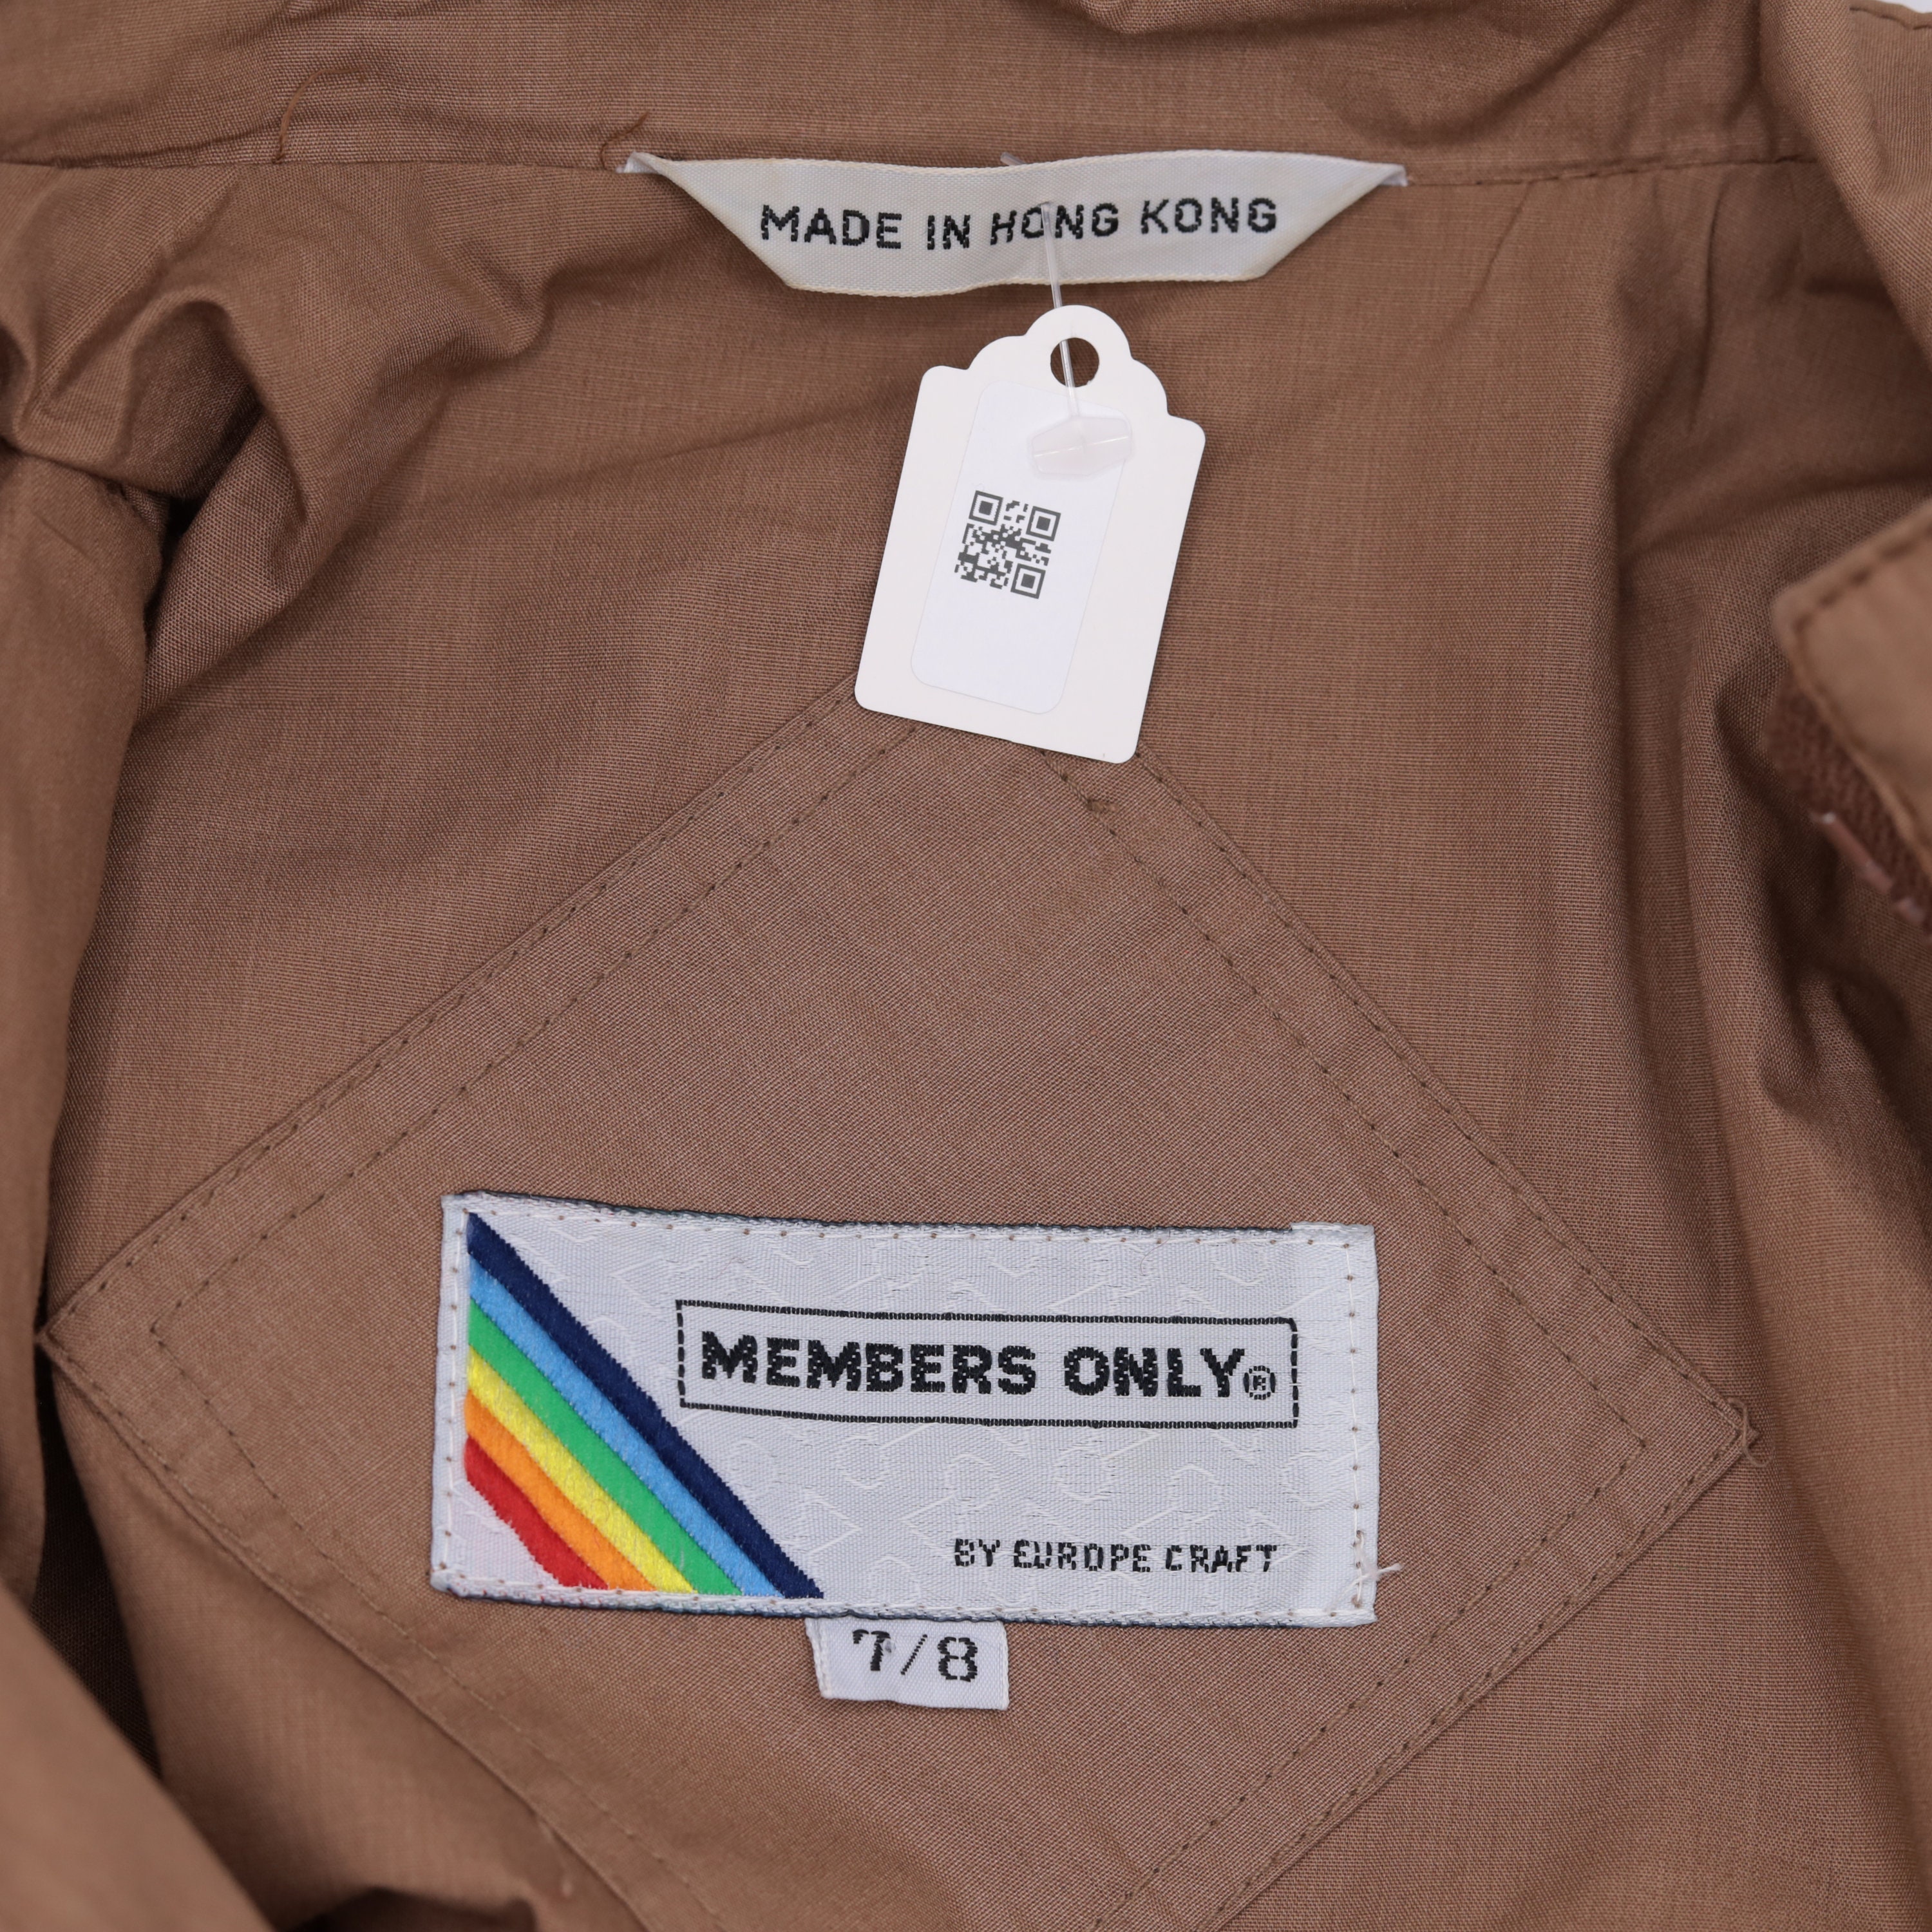 MADE IN HONG KONG
MEMBERS ONLY®
BY EUROPE CRAFT
7/8